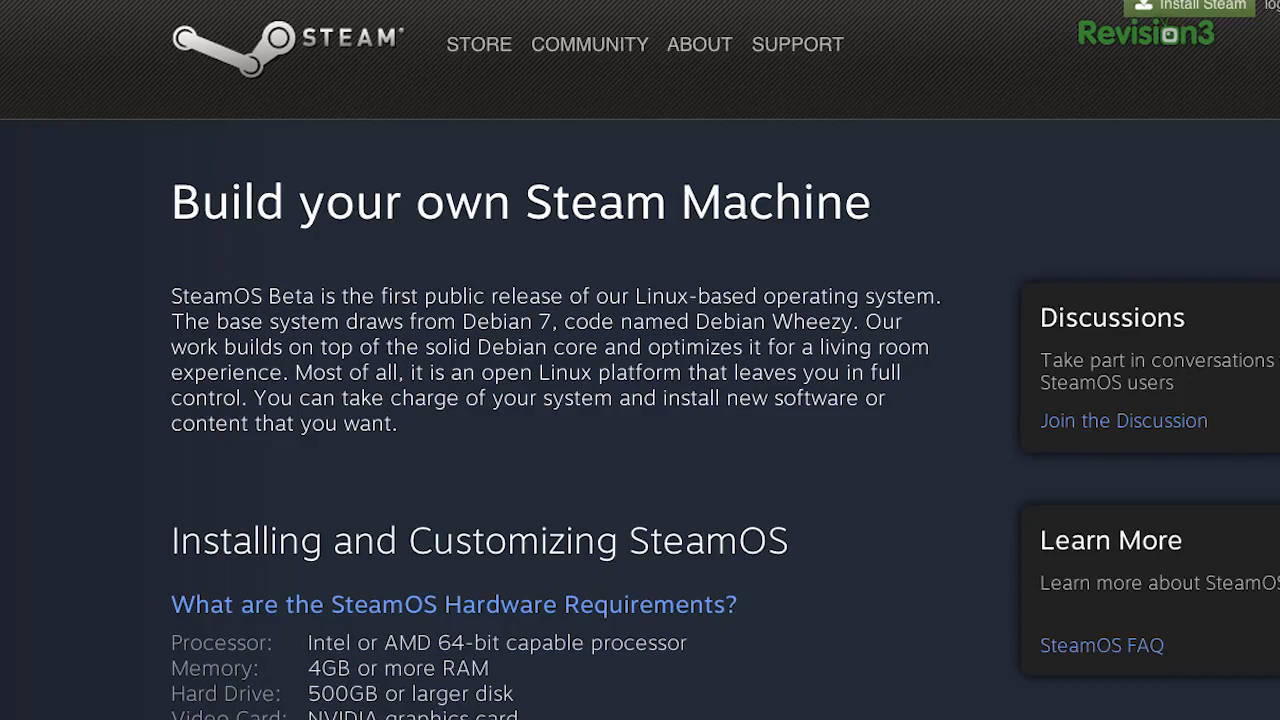 Install Steam
STEAM
STORE COMMUNITY ABOUT SUPPORT
Revision3
Build your own Steam Machine
SteamOS Beta is the first public release of our Linux-based operating system.
The base system draws from Debian 7, code named Debian Wheezy. Our
work builds on top of the solid Debian core and optimizes it for a living room
experience. Most of all, it is an open Linux platform that leaves you in full
control. You can take charge of your system and install new software or
content that you want.
Discussions
Take part in conversations
SteamOS users
Join the Discussion
Installing and Customizing SteamOS
What are the SteamOS Hardware Requirements?
Processor: Intel or AMD 64-bit capable processor
Memory: 4GB or more RAM
Hard Drive: 500GB or larger disk
Video Card: NVIDIA graphics card
Learn More
Learn more about SteamOS
SteamOS FAQ